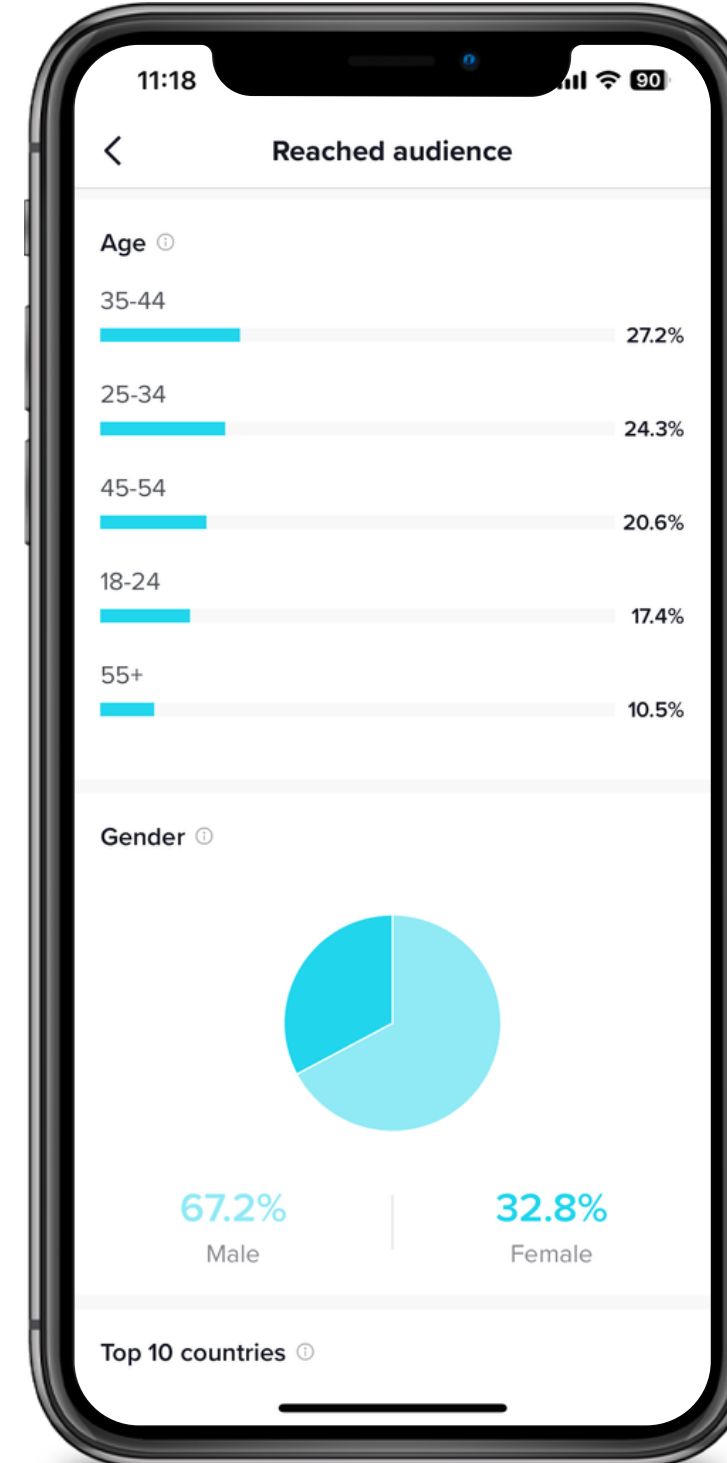 11:18
90
Reached audience
Age
35-44
27.2%
25-34
24.3%
45-54
20.6%
18-24
17.4%
55+
10.5%
Gender
67.2%
32.8%
Male
Female
Top 10 countries